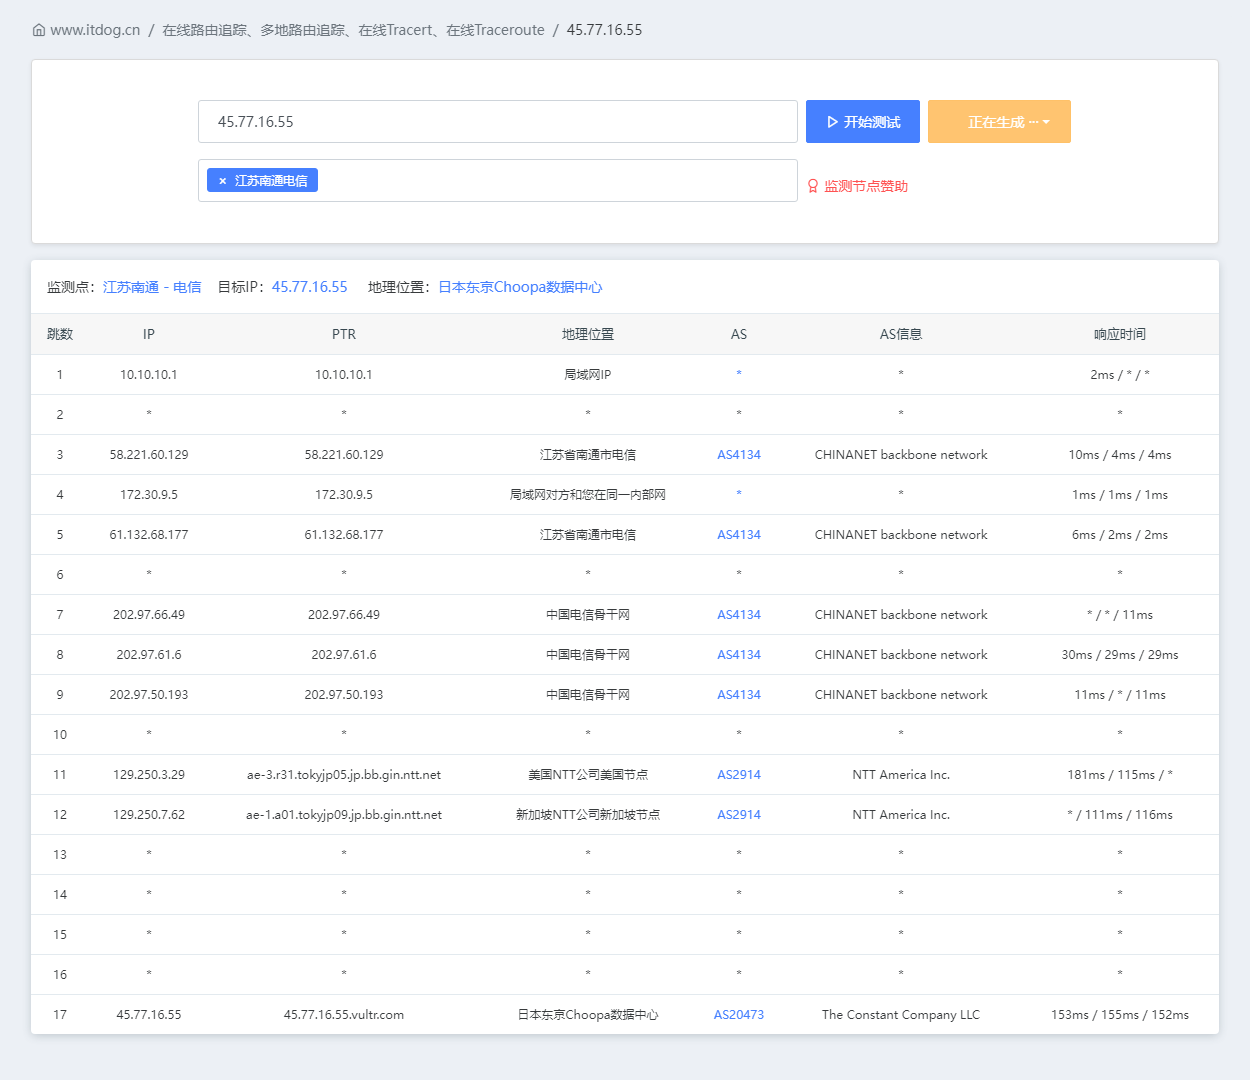 www.itdog.cn / 在线路由追踪、多地路由追踪、在线Tracert、在线Traceroute / 45.77.16.55
45.77.16.55 开始测试 正在生成 ···
× 江苏南通电信 监测节点赞助
监测点：江苏南通 - 电信 目标IP：45.77.16.55 地理位置：日本东京Choopa数据中心
跳数 IP PTR 地理位置 AS AS信息 响应时间
1 10.10.10.1 10.10.10.1 局域网IP * * 2ms / * / *
2 * * * * * *
3 58.221.60.129 58.221.60.129 江苏省南通市电信 AS4134 CHINANET backbone network 10ms / 4ms / 4ms
4 172.30.9.5 172.30.9.5 局域网对方和您在同一内部网 * * 1ms / 1ms / 1ms
5 61.132.68.177 61.132.68.177 江苏省南通市电信 AS4134 CHINANET backbone network 6ms / 2ms / 2ms
6 * * * * * *
7 202.97.66.49 202.97.66.49 中国电信骨干网 AS4134 CHINANET backbone network * / * / 11ms
8 202.97.61.6 202.97.61.6 中国电信骨干网 AS4134 CHINANET backbone network 30ms / 29ms / 29ms
9 202.97.50.193 202.97.50.193 中国电信骨干网 AS4134 CHINANET backbone network 11ms / * / 11ms
10 * * * * * *
11 129.250.3.29 ae-3.r31.tokyjp05.jp.bb.gin.ntt.net 美国NTT公司美国节点 AS2914 NTT America Inc. 181ms / 115ms / *
12 129.250.7.62 ae-1.a01.tokyjp09.jp.bb.gin.ntt.net 新加坡NTT公司新加坡节点 AS2914 NTT America Inc. * / 111ms / 116ms
13 * * * * * *
14 * * * * * *
15 * * * * * *
16 * * * * * *
17 45.77.16.55 45.77.16.55.vultr.com 日本东京Choopa数据中心 AS20473 The Constant Company LLC 153ms / 155ms / 152ms